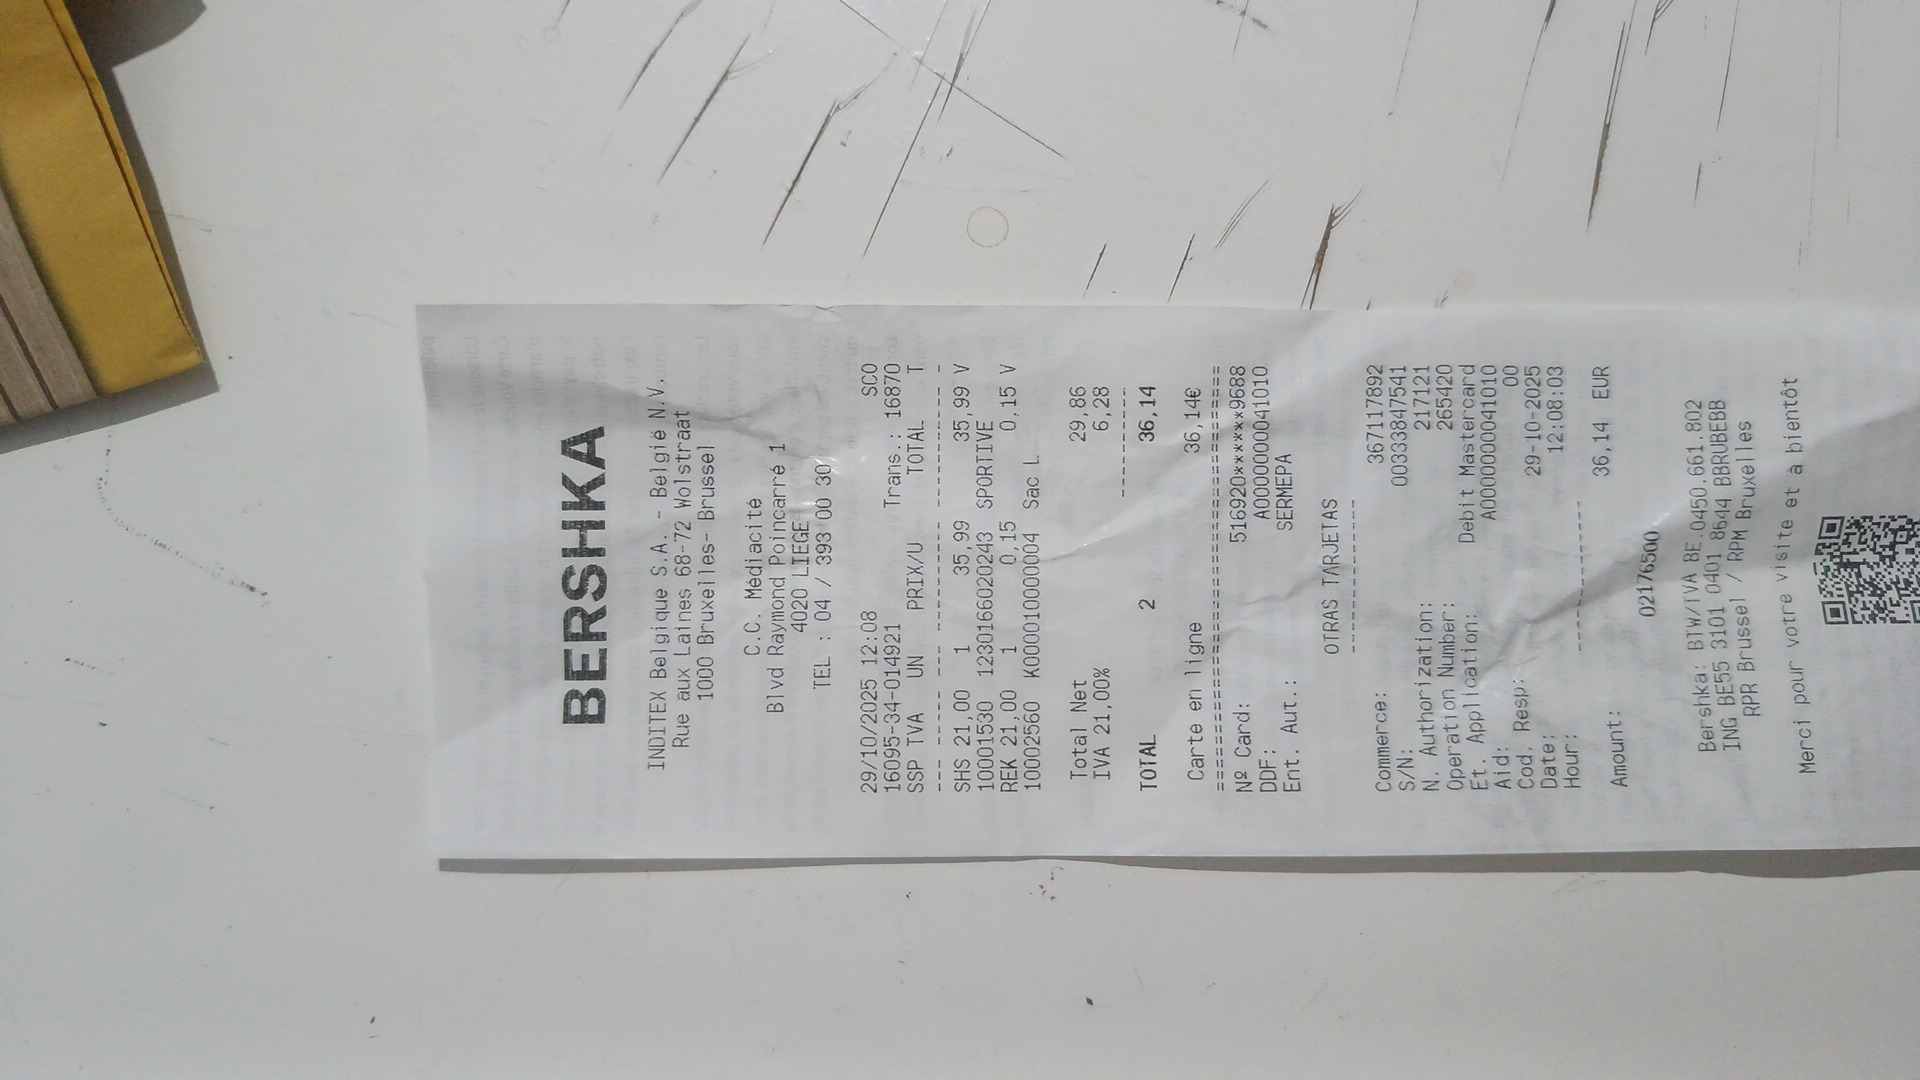 BERSHKA
INDITEX Belgique S.A. - België N.V.
Rue aux Laines 68-72 Wolstraat
1000 Bruxelles- Brussel
C.C. Médiacité
Blvd Raymond Poincarré 1
4020 LIEGE
TEL : 04 / 393 00 30
29/10/2025 12:08 SCO
16095-34-014921 Trans.: 16870
SSP TVA UN PRIX/U TOTAL T
--- ----- --- ------- ---------- -
SHS 21,00 1 35,99 35,99 V
10001530 1230166020243 SPORTIVE
REK 21,00 1 0,15 0,15 V
10002560 K000010000004 Sac L
Total Net 29,86
IVA 21,00% 6,28
-----------
TOTAL 2 36,14
Carte en ligne 36,14€
========================================
Nº Card: 516920******9688
DDF: A0000000041010
Ent. Aut.: SERMEPA
OTRAS TARJETAS
---------------
Commerce: 367117892
S/N: 00333847541
N. Authorization: 217121
Operation Number: 265420
Et. Application: Debit Mastercard
Aid: A0000000041010
Cod. Resp: 00
Date: 29-10-2025
Hour: 12:08:03
---------------
Amount: 36,14 EUR
02176500
Bershka: BTW/TVA BE.0450.661.802
ING BE55 3101 0401 8644 BBRUBEBB
RPR Brussel / RPM Bruxelles
Merci pour votre visite et à bientôt